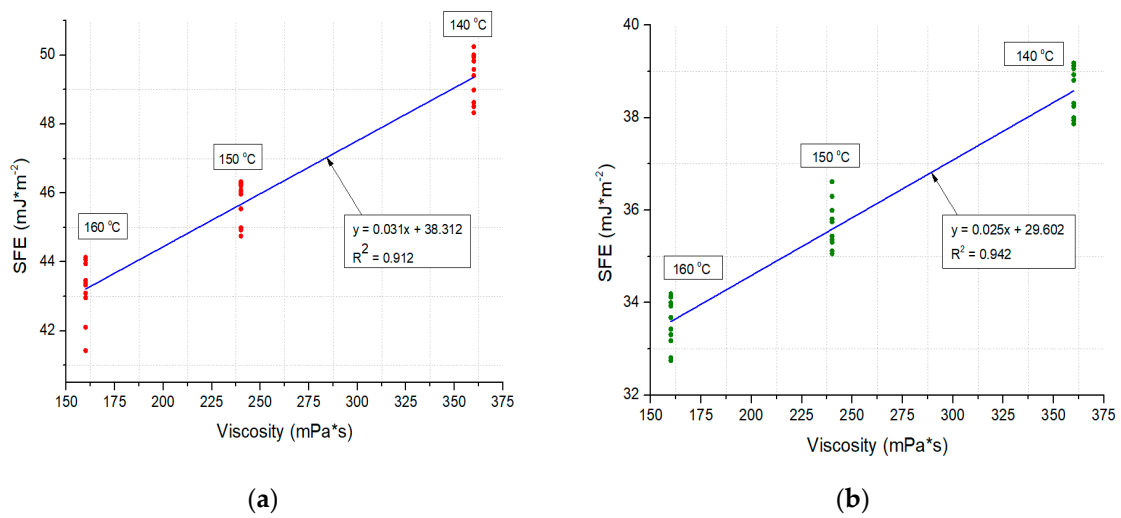 140 °C
150 °C
160 °C
y = 0.031x + 38.312
R² = 0.912
SFE (mJ*m⁻²)
50
48
46
44
42
150 175 200 225 250 275 300 325 350 375
Viscosity (mPa*s)
(a)
140 °C
150 °C
160 °C
y = 0.025x + 29.602
R² = 0.942
SFE (mJ*m⁻²)
40
38
36
34
32
150 175 200 225 250 275 300 325 350 375
Viscosity (mPa*s)
(b)